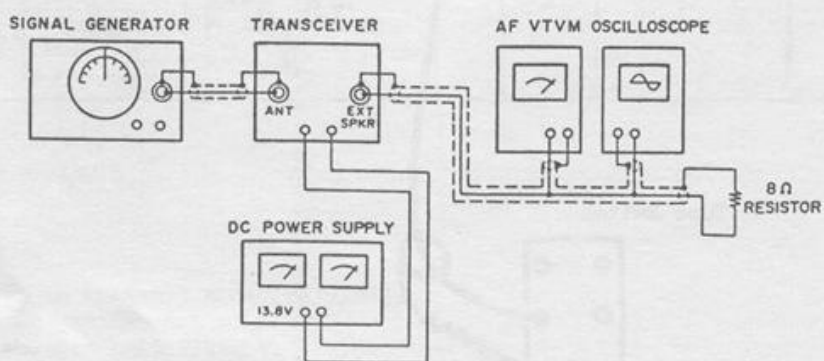 SIGNAL GENERATOR
TRANSCEIVER
AF VTVM OSCILLOSCOPE
ANT
EXT
SPKR
8Ω
RESISTOR
DC POWER SUPPLY
13.8V